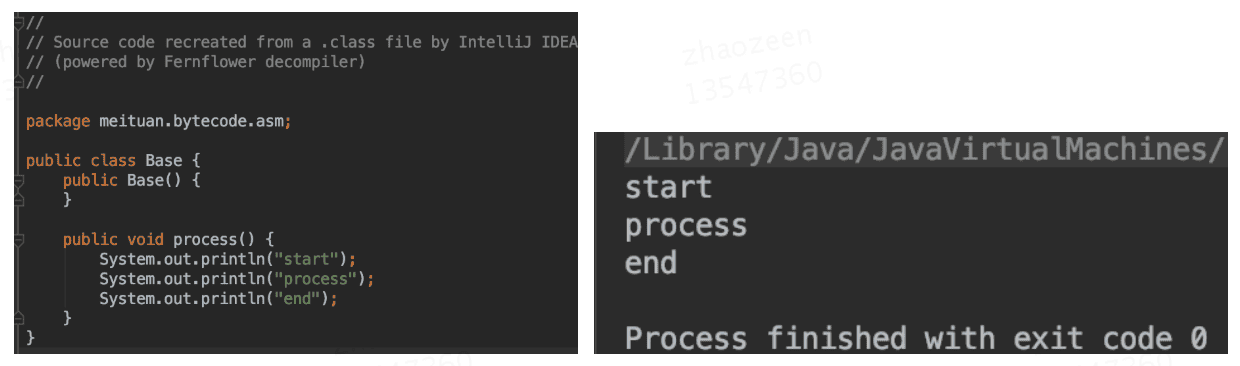 //
// Source code recreated from a .class file by IntelliJ IDEA
// (powered by Fernflower decompiler)
//
package meituan.bytecode.asm;
public class Base {
    public Base() {
    }
    public void process() {
        System.out.println("start");
        System.out.println("process");
        System.out.println("end");
    }
}
zhaozeen
13547360
/Library/Java/JavaVirtualMachines/
start
process
end
Process finished with exit code 0